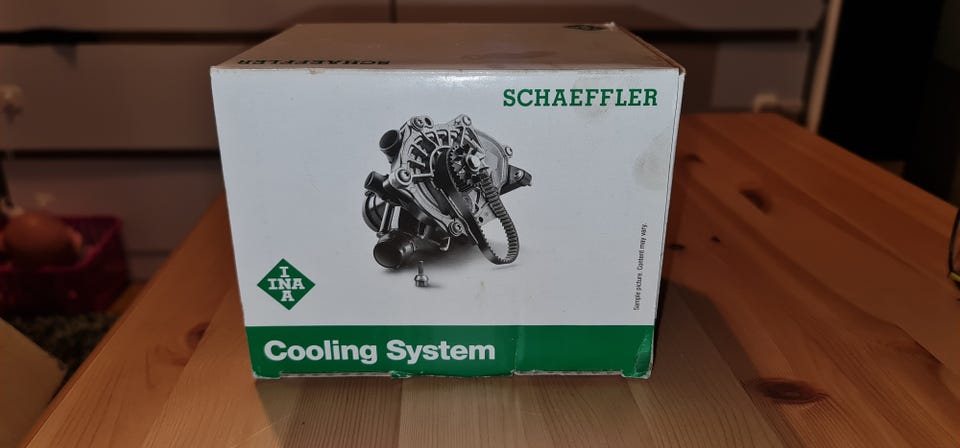 SCHAEFFLER
SCHAEFFLER
Sample picture. Content may vary.
I
INA
A
Cooling System